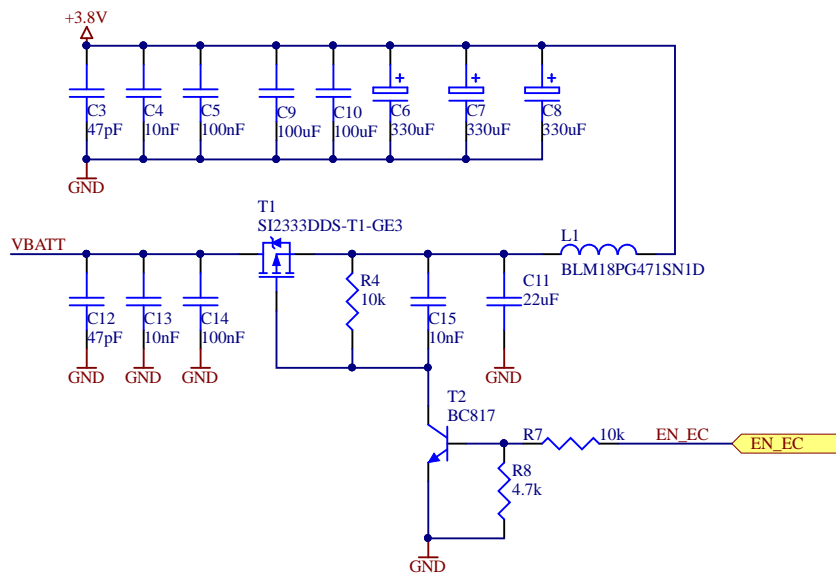 +3.8V
C3
47pF
C4
10nF
C5
100nF
C9
100uF
C10
100uF
C6
330uF
C7
330uF
C8
330uF
GND
T1
SI2333DDS-T1-GE3
VBATT
L1
BLM18PG471SN1D
R4
10k
C11
22uF
C12
47pF
C13
10nF
C14
100nF
C15
10nF
GND
GND
GND
GND
T2
BC817
R7
10k
EN_EC
EN_EC
R8
4.7k
GND